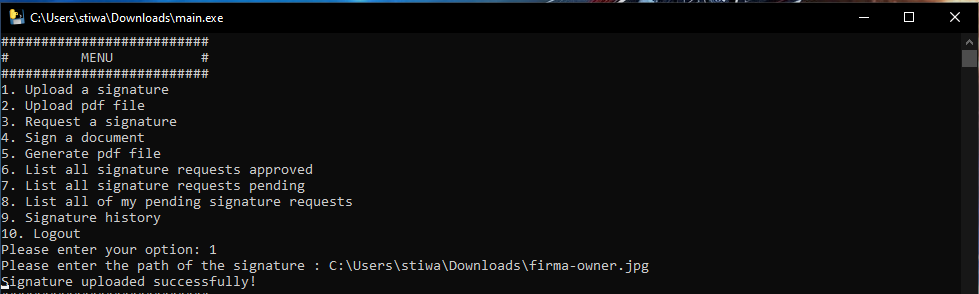 C:\Users\stiwa\Downloads\main.exe
##########################
#         MENU           #
##########################
1. Upload a signature
2. Upload pdf file
3. Request a signature
4. Sign a document
5. Generate pdf file
6. List all signature requests approved
7. List all signature requests pending
8. List all of my pending signature requests
9. Signature history
10. Logout
Please enter your option: 1
Please enter the path of the signature : C:\Users\stiwa\Downloads\firma-owner.jpg
Signature uploaded successfully!